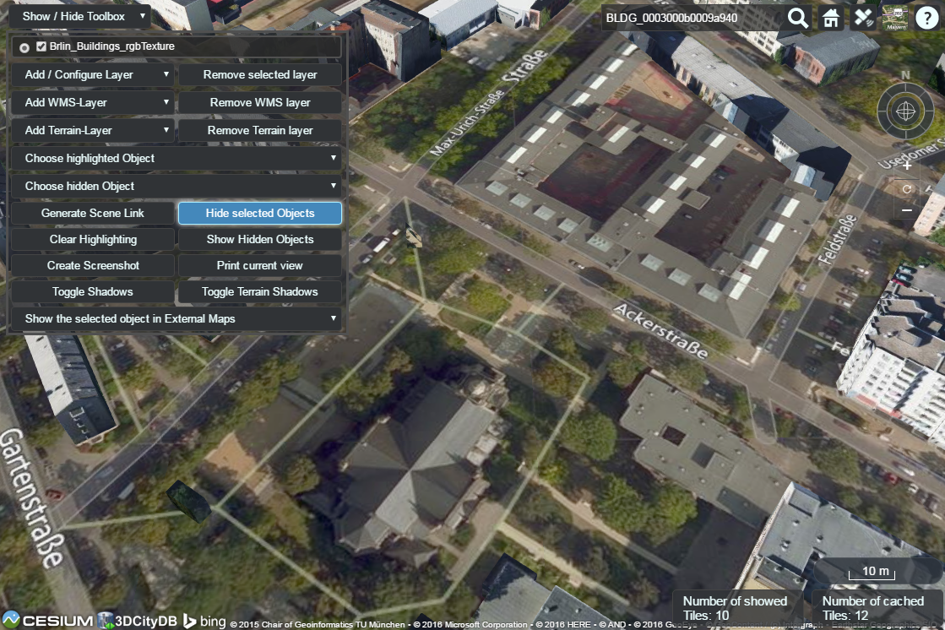 Show / Hide Toolbox
BLDG_0003000b0009a940
Brlin_Buildings_rgbTexture
Add / Configure Layer
Remove selected layer
Add WMS-Layer
Remove WMS layer
Add Terrain-Layer
Remove Terrain layer
Choose highlighted Object
Choose hidden Object
Generate Scene Link
Hide selected Objects
Clear Highlighting
Show Hidden Objects
Create Screenshot
Print current view
Toggle Shadows
Toggle Terrain Shadows
Show the selected object in External Maps
N
Max-Urich-Straße
Straße
Usedomer
Feldstraße
Ackerstraße
Gartenstraße
10 m
Number of showed
Tiles: 10
Number of cached
Tiles: 12
CESIUM 3DCityDB bing © 2015 Chair of Geoinformatics TU München • © 2016 Microsoft Corporation • © 2016 HERE • © AND • © 2016